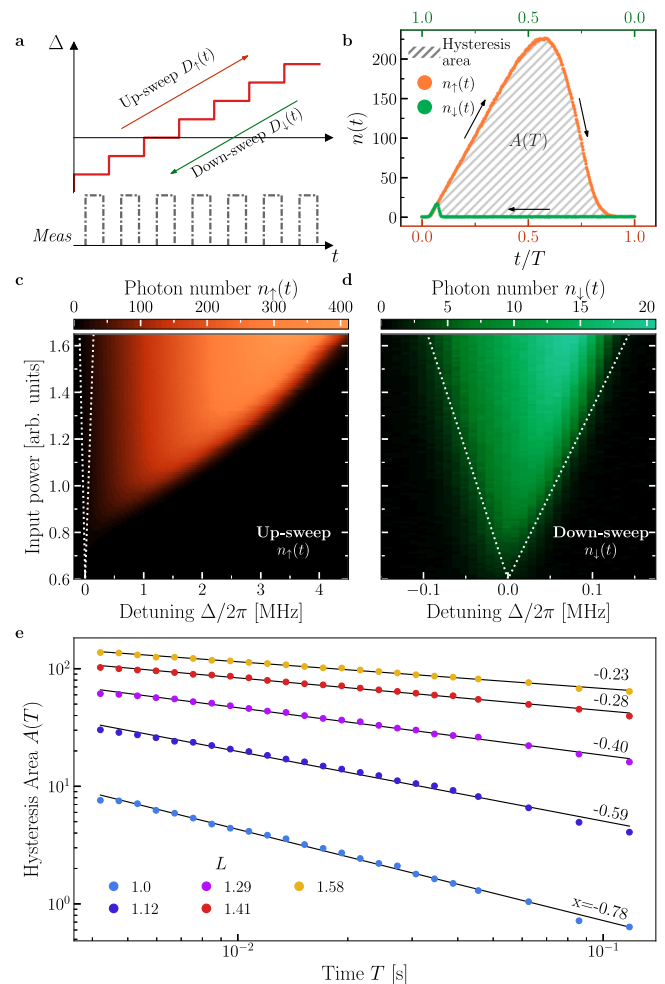 a
Δ
Up-sweep D↑(t)
Down-sweep D↓(t)
Meas
t
b
1.0 0.5 0.0
Hysteresis area
n↑(t)
n↓(t)
A(T)
n(t)
200
150
100
50
0
0.0 0.5 1.0
t/T
c
Photon number n↑(t)
0 100 200 300 400
Input power [arb. units]
1.6
1.4
1.2
1.0
0.8
0.6
Up-sweep
n↑(t)
0 1 2 3 4
Detuning Δ/2π [MHz]
d
Photon number n↓(t)
0 5 10 15 20
Down-sweep
n↓(t)
−0.1 0.0 0.1
Detuning Δ/2π [MHz]
e
Hysteresis Area A(T)
10²
10¹
10⁰
-0.23
-0.28
-0.40
-0.59
x=-0.78
L
1.0 1.29 1.58
1.12 1.41
10⁻² 10⁻¹
Time T [s]